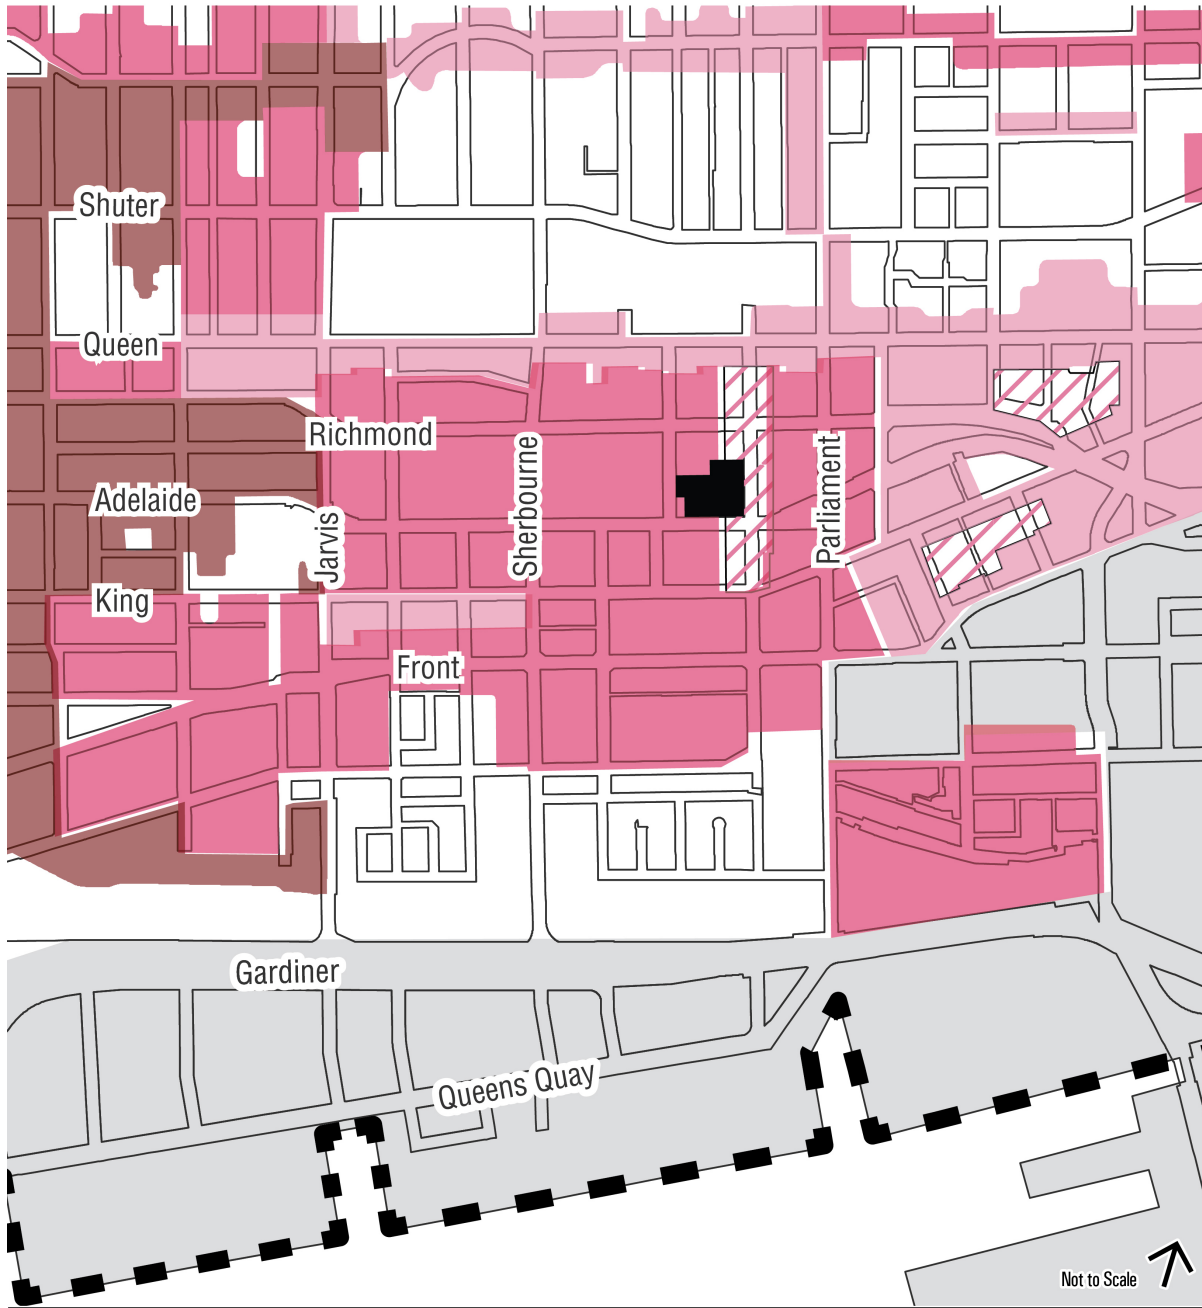 Shuter
Queen
Richmond
Sherbourne
Parliament
Adelaide
Jarvis
King
Front
Gardiner
Queens Quay
Not to Scale